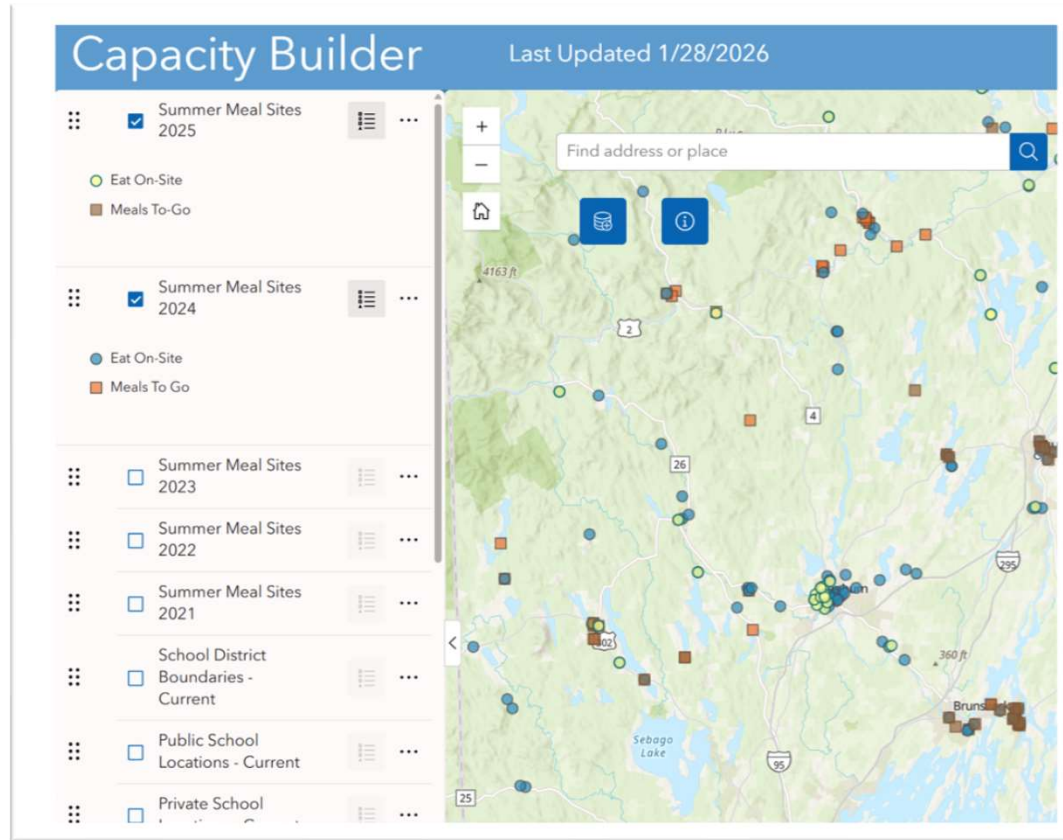 Capacity Builder
Last Updated 1/28/2026
Summer Meal Sites
2025
Eat On-Site
Meals To-Go
Summer Meal Sites
2024
Eat On-Site
Meals To Go
Summer Meal Sites
2023
Summer Meal Sites
2022
Summer Meal Sites
2021
School District
Boundaries -
Current
Public School
Locations - Current
Private School
Find address or place
4163 ft
2
4
26
295
302
360 ft
Sebago
Lake
95
25